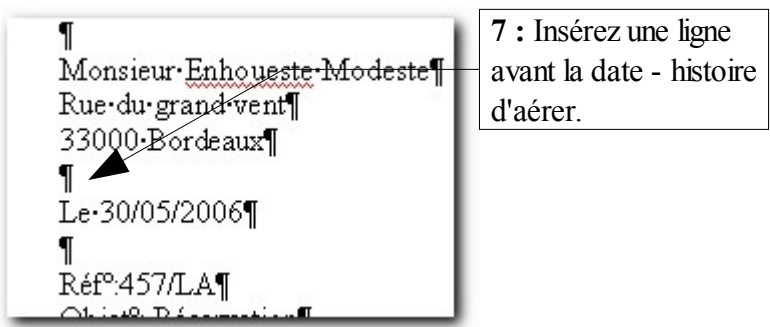 ¶
Monsieur·Enhoueste·Modeste¶
Rue·du·grand·vent¶
33000·Bordeaux¶
¶
Le·30/05/2006¶
¶
Réfº:457/LA¶
7 : Insérez une ligne
avant la date - histoire
d'aérer.